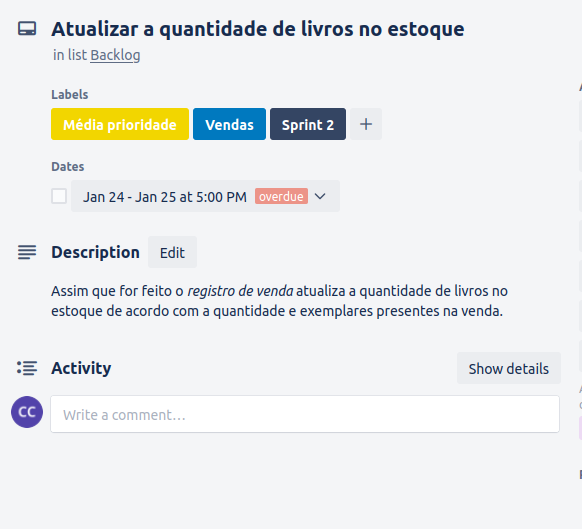 Atualizar a quantidade de livros no estoque
in list Backlog
Labels
Média prioridade Vendas Sprint 2 +
Dates
Jan 24 - Jan 25 at 5:00 PM overdue
Description Edit
Assim que for feito o registro de venda atualiza a quantidade de livros no
estoque de acordo com a quantidade e exemplares presentes na venda.
Activity Show details
CC Write a comment…